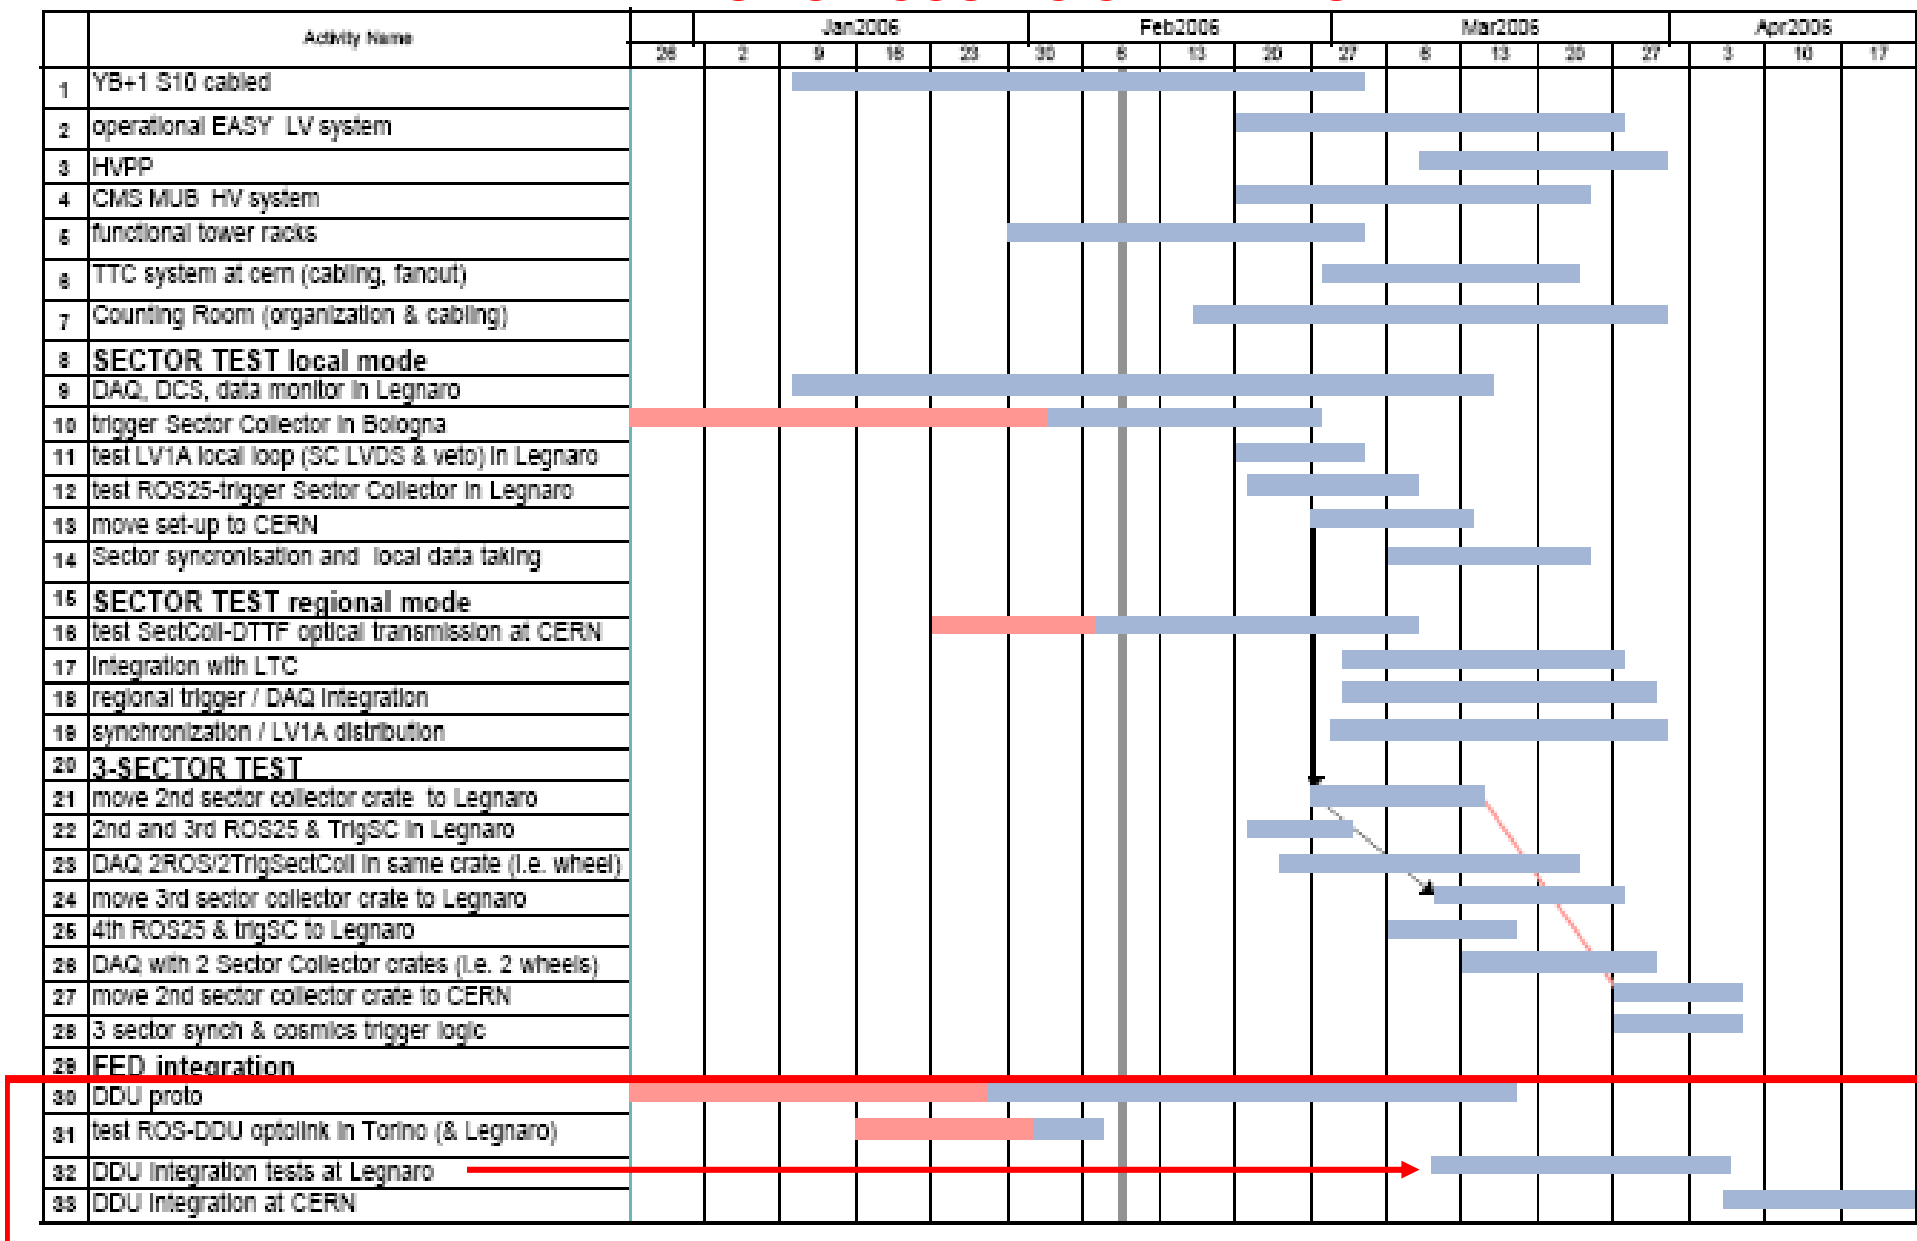 Activity Name
Jan2006 Feb2006 Mar2006 Apr2006
26 2 9 16 23 30 6 13 20 27 6 13 20 27 3 10 17
1 YB+1 S10 cabled
2 operational EASY LV system
3 HVPP
4 CMS MUB HV system
5 functional tower racks
6 TTC system at cern (cabling, fanout)
7 Counting Room (organization & cabling)
8 SECTOR TEST local mode
9 DAQ, DCS, data monitor in Legnaro
10 trigger Sector Collector in Bologna
11 test LV1A local loop (SC LVDS & veto) in Legnaro
12 test ROS25-trigger Sector Collector in Legnaro
13 move set-up to CERN
14 Sector syncronisation and local data taking
15 SECTOR TEST regional mode
16 test SectColl-DTTF optical transmission at CERN
17 integration with LTC
18 regional trigger / DAQ integration
19 synchronization / LV1A distribution
20 3-SECTOR TEST
21 move 2nd sector collector crate to Legnaro
22 2nd and 3rd ROS25 & TrigSC in Legnaro
23 DAQ 2ROS/2TrigSectColl in same crate (i.e. wheel)
24 move 3rd sector collector crate to Legnaro
25 4th ROS25 & trigSC to Legnaro
26 DAQ with 2 Sector Collector crates (i.e. 2 wheels)
27 move 2nd sector collector crate to CERN
28 3 sector synch & cosmics trigger logic
29 FED integration
30 DDU proto
31 test ROS-DDU optolink in Torino (& Legnaro)
32 DDU integration tests at Legnaro
33 DDU integration at CERN